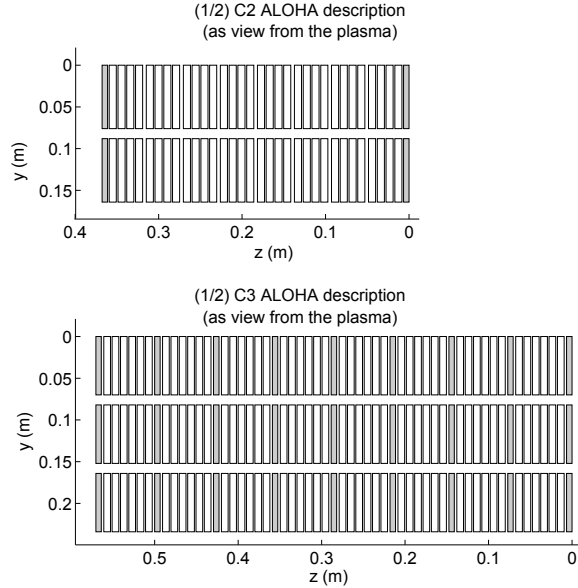 (1/2) C2 ALOHA description
(as view from the plasma)
0
0.05
0.1
0.15
y (m)
0.4 0.3 0.2 0.1 0
z (m)
(1/2) C3 ALOHA description
(as view from the plasma)
0
0.05
0.1
0.15
0.2
y (m)
0.5 0.4 0.3 0.2 0.1 0
z (m)